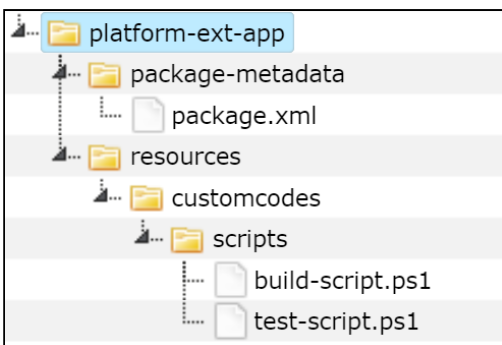 platform-ext-app
package-metadata
package.xml
resources
customcodes
scripts
build-script.ps1
test-script.ps1